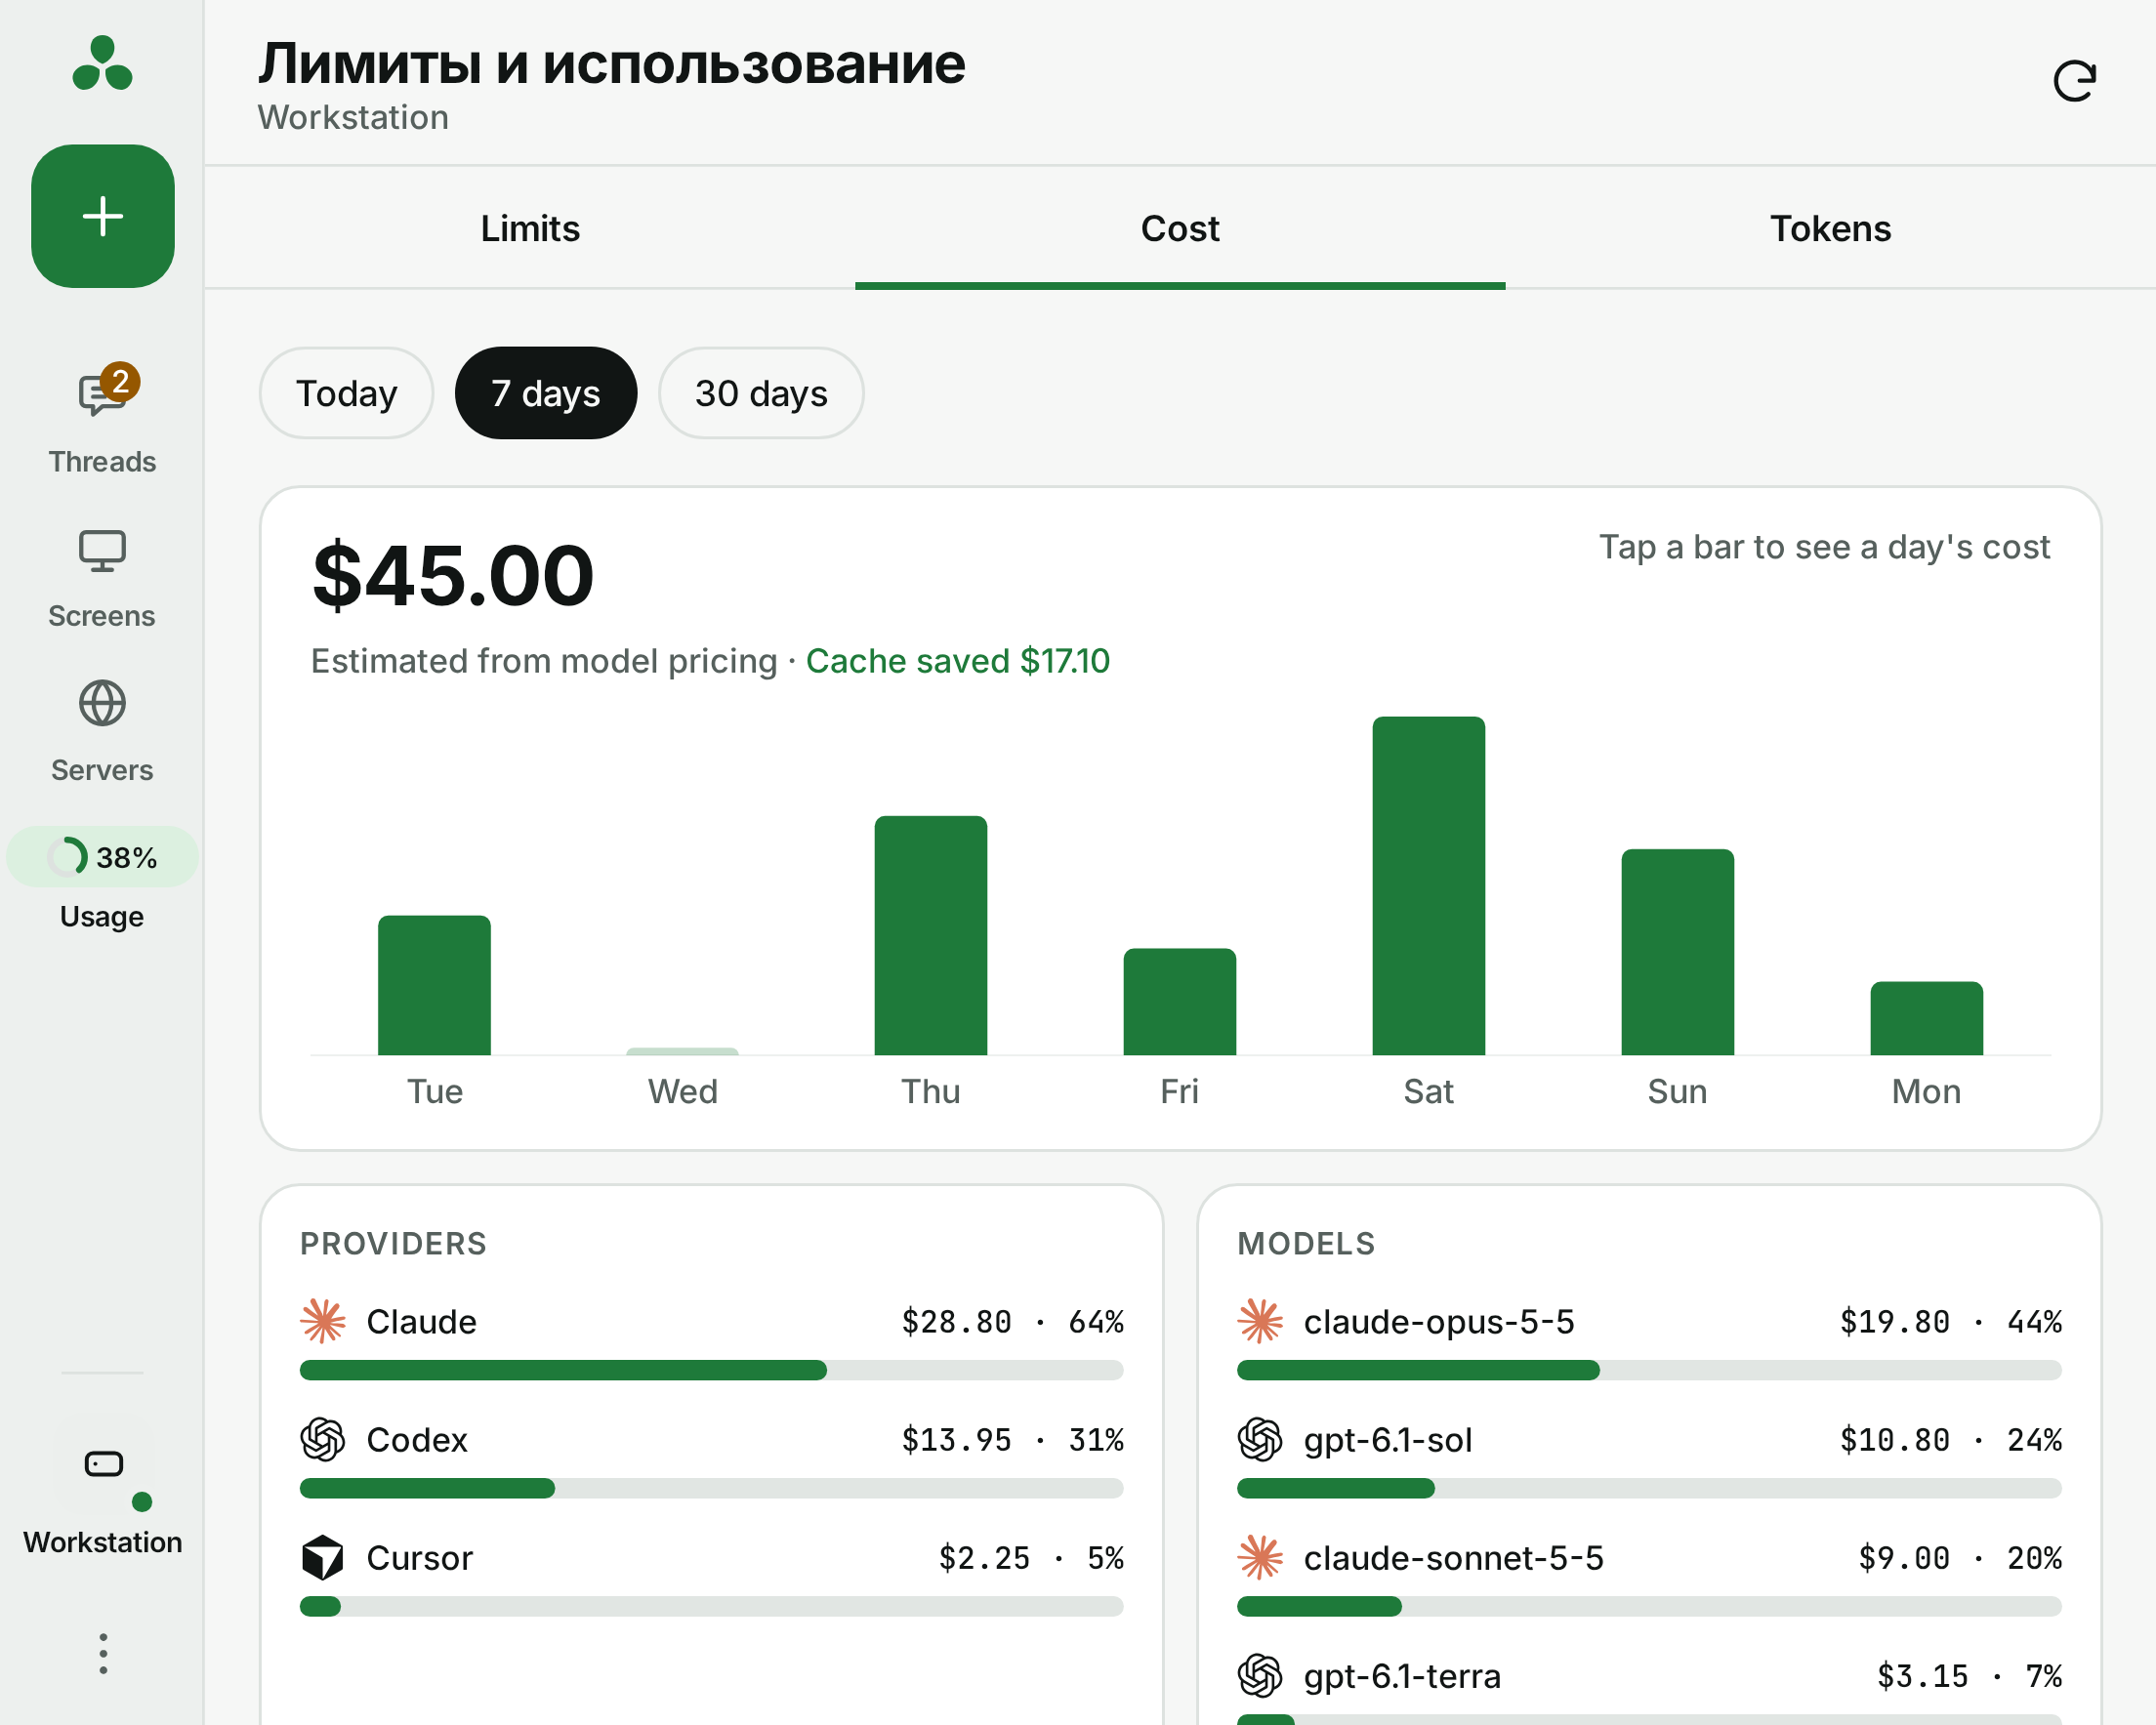 Лимиты и использование
Workstation
Limits
Cost
Tokens
2
Threads
Screens
Servers
38%
Usage
Workstation
Today
7 days
30 days
$45.00
Tap a bar to see a day's cost
Estimated from model pricing · Cache saved $17.10
Tue
Wed
Thu
Fri
Sat
Sun
Mon
PROVIDERS
Claude $28.80 · 64%
Codex $13.95 · 31%
Cursor $2.25 · 5%
MODELS
claude-opus-5-5 $19.80 · 44%
gpt-6.1-sol $10.80 · 24%
claude-sonnet-5-5 $9.00 · 20%
gpt-6.1-terra $3.15 · 7%